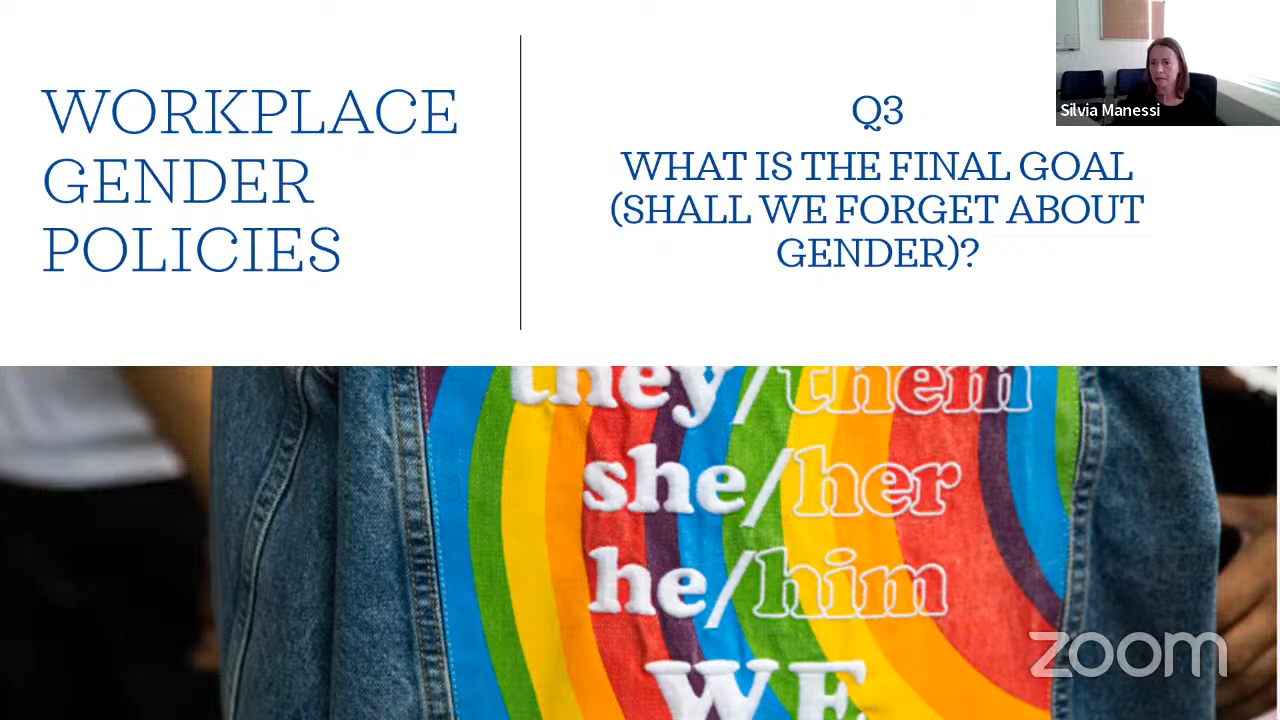 WORKPLACE
GENDER
POLICIES
Q3
WHAT IS THE FINAL GOAL
(SHALL WE FORGET ABOUT
GENDER)?
Silvia Manessi
they/them
she/her
he/him
WE
zoom